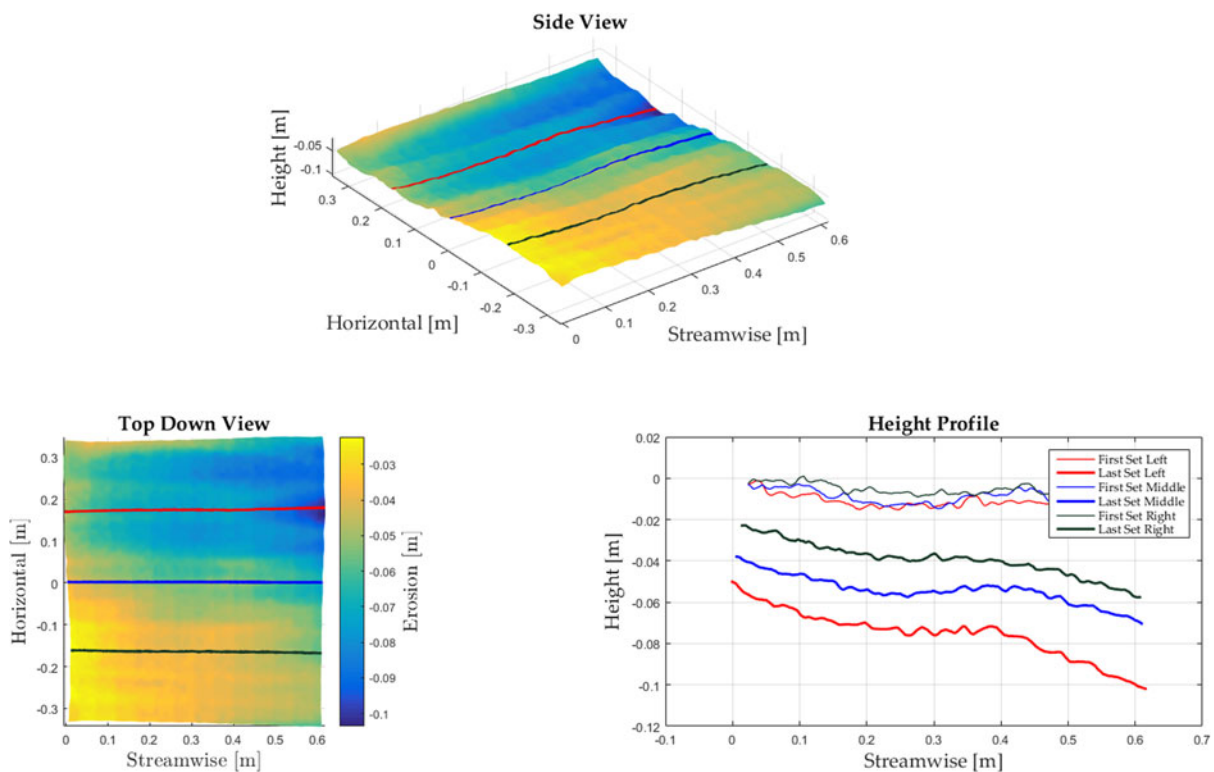 Side View
Height [m]
-0.05
-0.1
0.3
0.2
0.1
0
-0.1
-0.2
-0.3
Horizontal [m]
0
0.1
0.2
0.3
0.4
0.5
0.6
Streamwise [m]
Top Down View
Horizontal [m]
0.3
0.2
0.1
0
-0.1
-0.2
-0.3
0 0.1 0.2 0.3 0.4 0.5 0.6
Streamwise [m]
-0.03
-0.04
-0.05
-0.06
-0.07
-0.08
-0.09
-0.1
Erosion [m]
Height Profile
Height [m]
0.02
0
-0.02
-0.04
-0.06
-0.08
-0.1
-0.12
-0.1 0 0.1 0.2 0.3 0.4 0.5 0.6 0.7
Streamwise [m]
First Set Left
Last Set Left
First Set Middle
Last Set Middle
First Set Right
Last Set Right